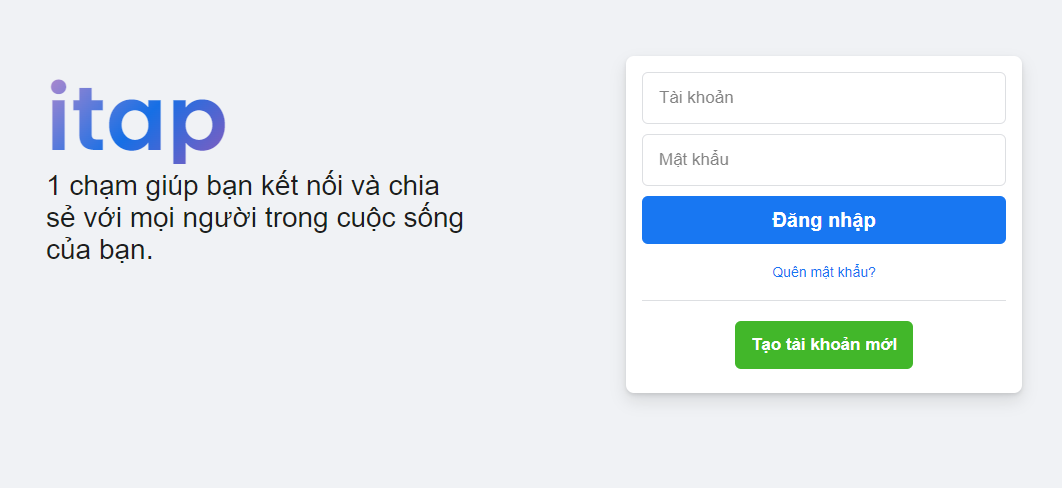 itap
1 chạm giúp bạn kết nối và chia
sẻ với mọi người trong cuộc sống
của bạn.
Tài khoản
Mật khẩu
Đăng nhập
Quên mật khẩu?
Tạo tài khoản mới